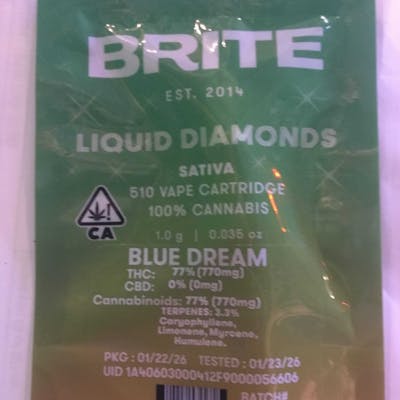 BRITE
EST. 2014
LIQUID DIAMONDS
SATIVA
510 VAPE CARTRIDGE
100% CANNABIS
CA
1.0 g | 0.035 oz
BLUE DREAM
THC: 77% (770mg)
CBD: 0% (0mg)
Cannabinoids: 77% (770mg)
TERPENES: 3.3%
Caryophyllene,
Limonene, Myrcene,
Humulene.
PKG : 01/22/26 TESTED : 01/23/26
UID 1A40603000412F9000056606
BATCH#